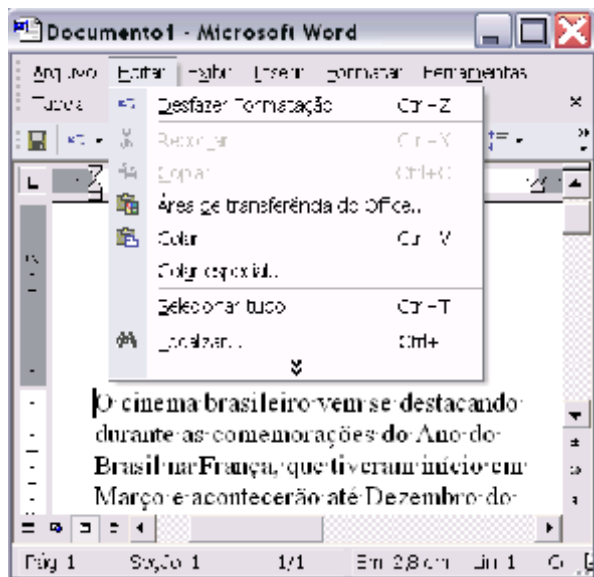 Documento1 - Microsoft Word
Arquivo Editar Exibir Inserir Formatar Ferramentas
Tabela
Desfazer Formatação Ctrl+Z
Recortar Ctrl+X
Copiar Ctrl+C
Área de transferência do Office...
Colar Ctrl+V
Colar especial...
Selecionar tudo Ctrl+T
Localizar... Ctrl+
O cinema brasileiro vem se destacando
durante as comemorações do Ano do
Brasil na França, que tiveram início em
Março e acontecerão até Dezembro do
Pág 1 Seção 1 1/1 Em 2,8 cm Lin 1